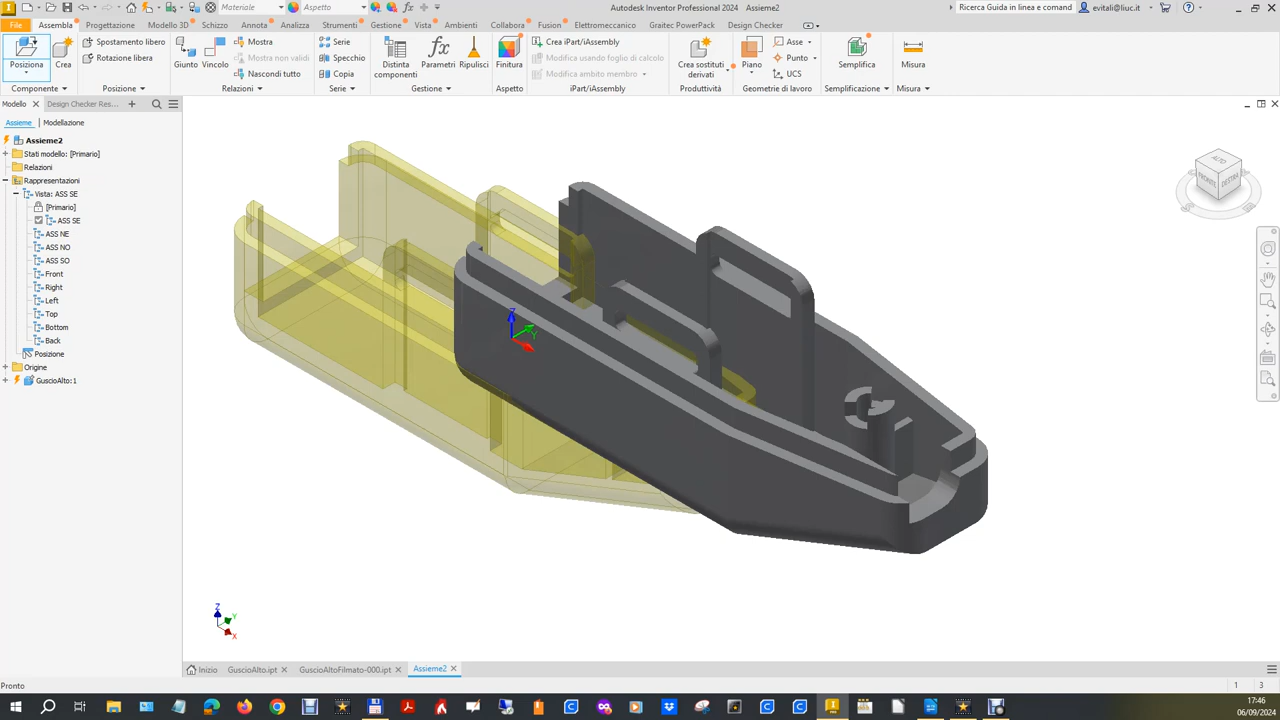 Autodesk Inventor Professional 2024   Assieme2
Materiale
Aspetto
Ricerca Guida in linea e comand
evitali@liuc.it
File Assembla Progettazione Modello 3D Schizzo Annota Analizza Strumenti Gestione Vista Ambienti Collabora Fusion Elettromeccanico Graitec PowerPack Design Checker
Posiziona
Crea
Spostamento libero
Rotazione libera
Giunto
Vincolo
Mostra
Mostra non validi
Nascondi tutto
Serie
Specchio
Copia
Distinta
componenti
Parametri
Ripulisci
Finitura
Crea iPart/iAssembly
Modifica usando foglio di calcolo
Modifica ambito membro
Crea sostituti
derivati
Piano
Asse
Punto
UCS
Semplifica
Misura
Componente
Posizione
Relazioni
Serie
Gestione
Aspetto
iPart/iAssembly
Produttività
Geometrie di lavoro
Semplificazione
Misura
Modello
Design Checker Res...
Assieme Modellazione
Assieme2
Stati modello: [Primario]
Relazioni
Rappresentazioni
Vista: ASS SE
[Primario]
ASS SE
ASS NE
ASS NO
ASS SO
Front
Right
Left
Top
Bottom
Back
Posizione
Origine
GuscioAlto:1
ALTO
FRONTE
DESTRA
Z
Y
Z
Y
X
Inizio
GuscioAlto.ipt
GuscioAltoFilmato-000.ipt
Assieme2
Pronto
1 3
17:46
06/09/2024